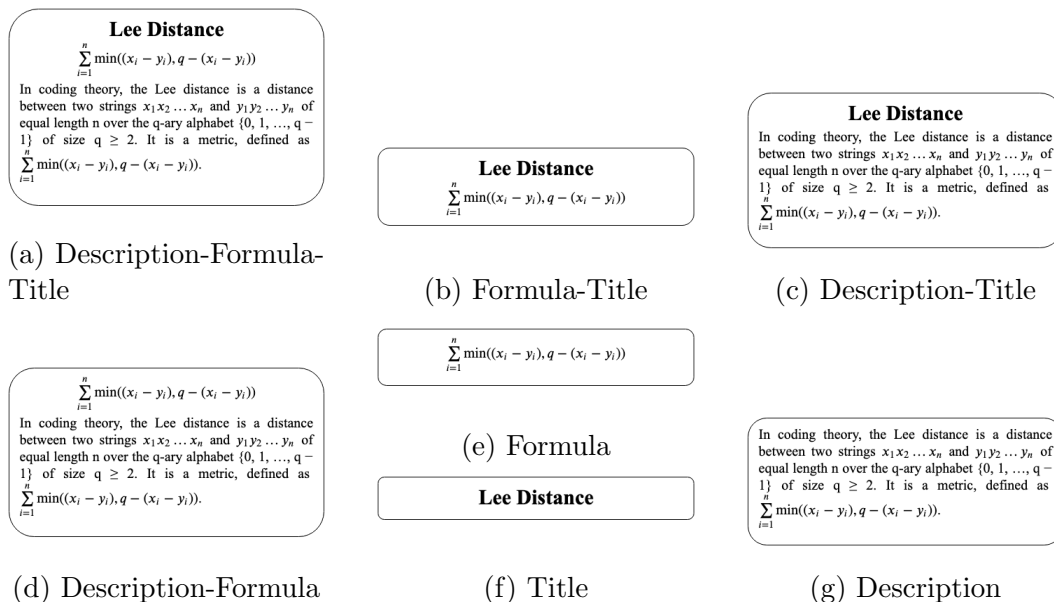 Lee Distance
\sum_{i=1}^{n} min((x_i − y_i), q − (x_i − y_i))
In coding theory, the Lee distance is a distance
between two strings x_1x_2 … x_n and y_1y_2 … y_n of
equal length n over the q-ary alphabet {0, 1, …, q −
1} of size q ≥ 2. It is a metric, defined as
\sum_{i=1}^{n} min((x_i − y_i), q − (x_i − y_i)).
(a) Description-Formula-
Title
Lee Distance
\sum_{i=1}^{n} min((x_i − y_i), q − (x_i − y_i))
(b) Formula-Title
Lee Distance
In coding theory, the Lee distance is a distance
between two strings x_1x_2 … x_n and y_1y_2 … y_n of
equal length n over the q-ary alphabet {0, 1, …, q −
1} of size q ≥ 2. It is a metric, defined as
\sum_{i=1}^{n} min((x_i − y_i), q − (x_i − y_i)).
(c) Description-Title
\sum_{i=1}^{n} min((x_i − y_i), q − (x_i − y_i))
In coding theory, the Lee distance is a distance
between two strings x_1x_2 … x_n and y_1y_2 … y_n of
equal length n over the q-ary alphabet {0, 1, …, q −
1} of size q ≥ 2. It is a metric, defined as
\sum_{i=1}^{n} min((x_i − y_i), q − (x_i − y_i)).
(d) Description-Formula
\sum_{i=1}^{n} min((x_i − y_i), q − (x_i − y_i))
(e) Formula
Lee Distance
(f) Title
In coding theory, the Lee distance is a distance
between two strings x_1x_2 … x_n and y_1y_2 … y_n of
equal length n over the q-ary alphabet {0, 1, …, q −
1} of size q ≥ 2. It is a metric, defined as
\sum_{i=1}^{n} min((x_i − y_i), q − (x_i − y_i)).
(g) Description